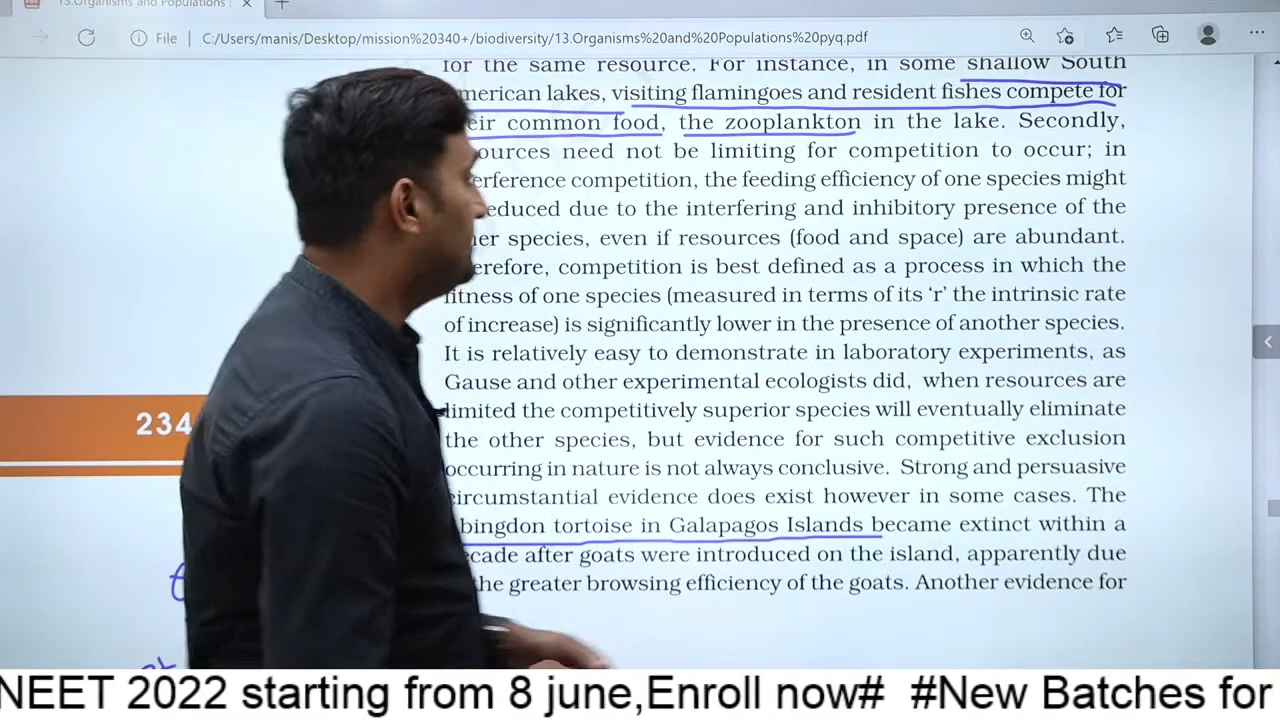 13.Organisms and Populations
File
C:/Users/manis/Desktop/mission%20340+/biodiversity/13.Organisms%20and%20Populations%20pyq.pdf
for the same resource. For instance, in some shallow South
merican lakes, visiting flamingoes and resident fishes compete for
eir common food, the zooplankton in the lake. Secondly,
ources need not be limiting for competition to occur; in
erference competition, the feeding efficiency of one species might
educed due to the interfering and inhibitory presence of the
er species, even if resources (food and space) are abundant.
erefore, competition is best defined as a process in which the
fitness of one species (measured in terms of its ‘r’ the intrinsic rate
of increase) is significantly lower in the presence of another species.
It is relatively easy to demonstrate in laboratory experiments, as
Gause and other experimental ecologists did, when resources are
limited the competitively superior species will eventually eliminate
the other species, but evidence for such competitive exclusion
occurring in nature is not always conclusive. Strong and persuasive
circumstantial evidence does exist however in some cases. The
bingdon tortoise in Galapagos Islands became extinct within a
cade after goats were introduced on the island, apparently due
the greater browsing efficiency of the goats. Another evidence for
234
NEET 2022 starting from 8 june,Enroll now# #New Batches for